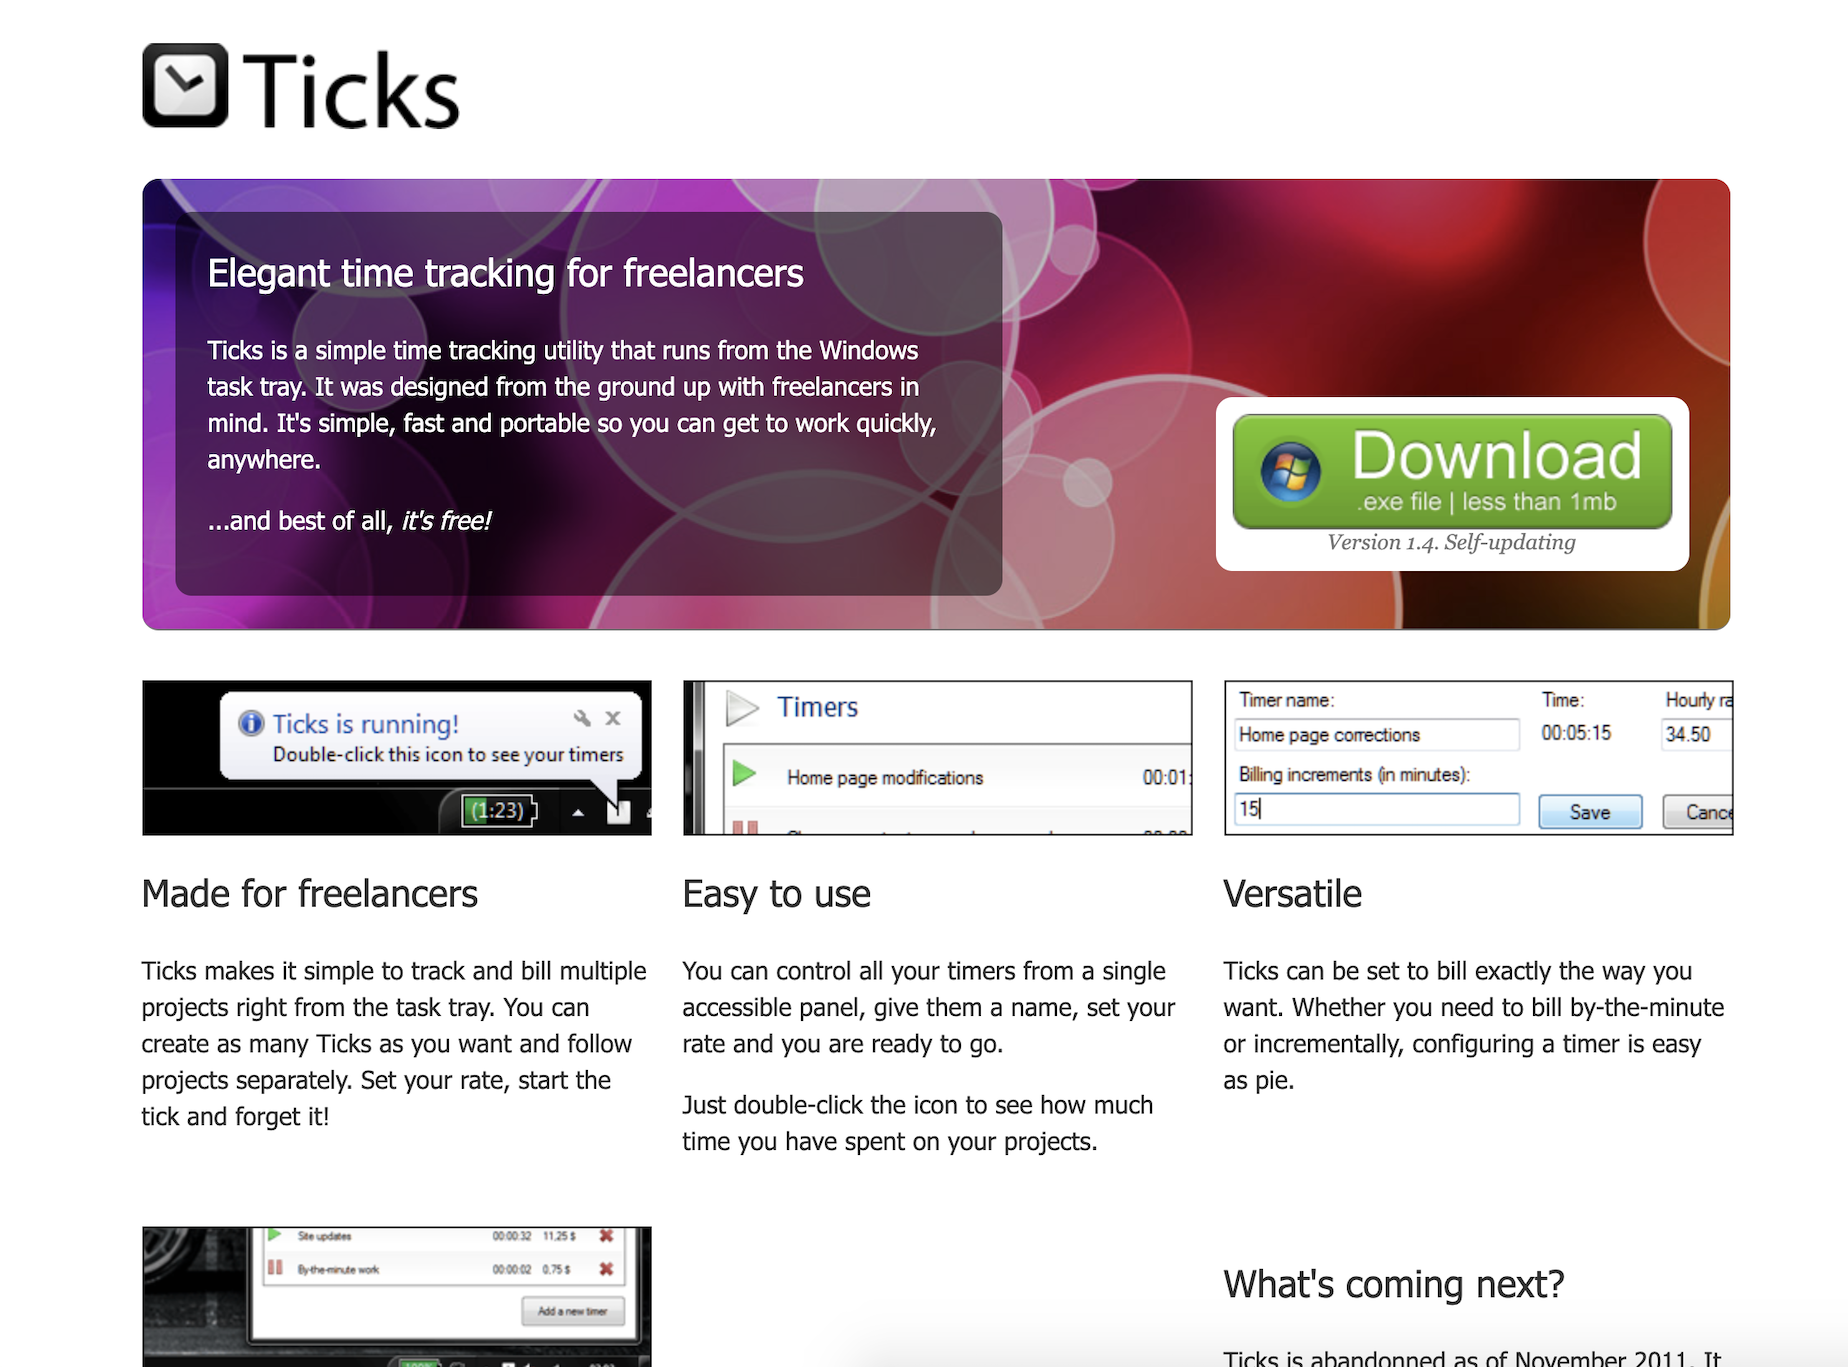 Ticks
Elegant time tracking for freelancers
Ticks is a simple time tracking utility that runs from the Windows
task tray. It was designed from the ground up with freelancers in
mind. It's simple, fast and portable so you can get to work quickly,
anywhere.
...and best of all, it's free!
Download
.exe file | less than 1mb
Version 1.4. Self-updating
Ticks is running!
Double-click this icon to see your timers
(1:23)
Timers
Home page modifications 00:01:
Timer name: Time: Hourly ra
Home page corrections 00:05:15 34.50
Billing increments (in minutes):
15 Save Cance
Made for freelancers
Ticks makes it simple to track and bill multiple
projects right from the task tray. You can
create as many Ticks as you want and follow
projects separately. Set your rate, start the
tick and forget it!
Easy to use
You can control all your timers from a single
accessible panel, give them a name, set your
rate and you are ready to go.
Just double-click the icon to see how much
time you have spent on your projects.
Versatile
Ticks can be set to bill exactly the way you
want. Whether you need to bill by-the-minute
or incrementally, configuring a timer is easy
as pie.
Site updates 00:00:32 11,25 $
By-the-minute work 00:00:02 0,75 $
Add a new timer
100%
What's coming next?
Ticks is abandonned as of November 2011. It